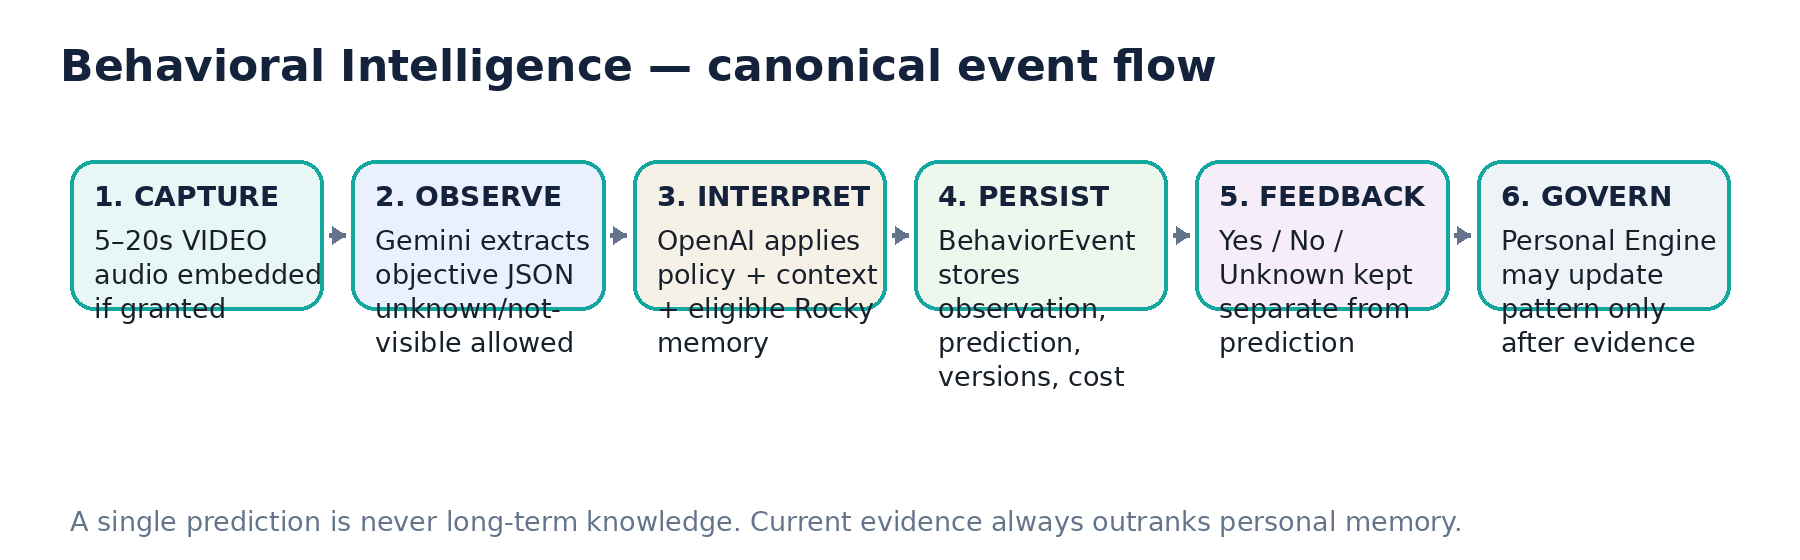 Behavioral Intelligence — canonical event flow
1. CAPTURE
5–20s VIDEO
audio embedded
if granted
2. OBSERVE
Gemini extracts
objective JSON
unknown/not-
visible allowed
3. INTERPRET
OpenAI applies
policy + context
+ eligible Rocky
memory
4. PERSIST
BehaviorEvent
stores
observation,
prediction,
versions, cost
5. FEEDBACK
Yes / No /
Unknown kept
separate from
prediction
6. GOVERN
Personal Engine
may update
pattern only
after evidence
A single prediction is never long-term knowledge. Current evidence always outranks personal memory.